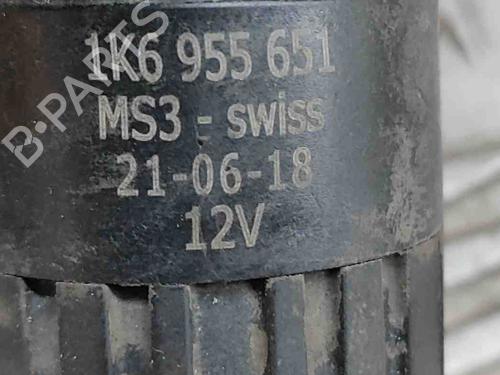 1K6 955 651
MS3 - swiss
21-06-18
12V
B-PARTS